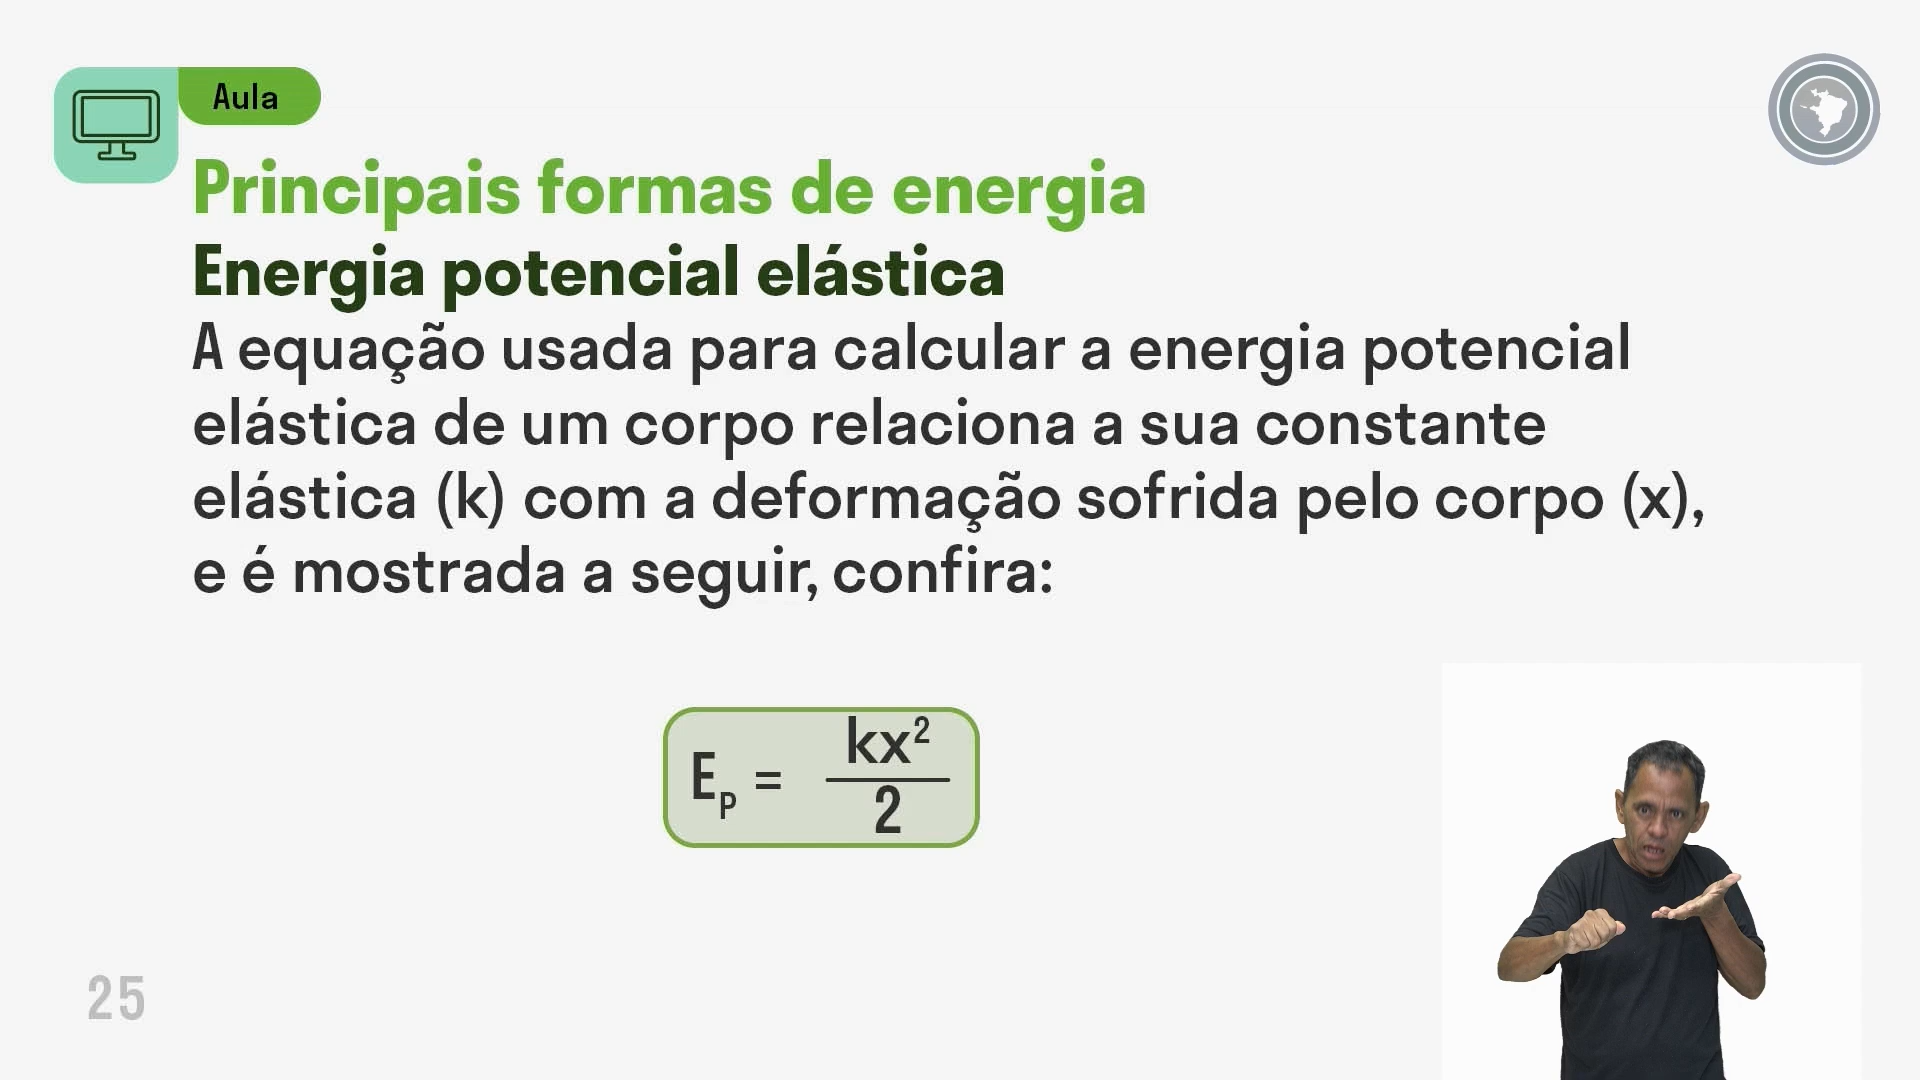 Aula
Principais formas de energia
Energia potencial elástica
A equação usada para calcular a energia potencial
elástica de um corpo relaciona a sua constante
elástica (k) com a deformação sofrida pelo corpo (x),
e é mostrada a seguir, confira:
E_P = kx²/2
25